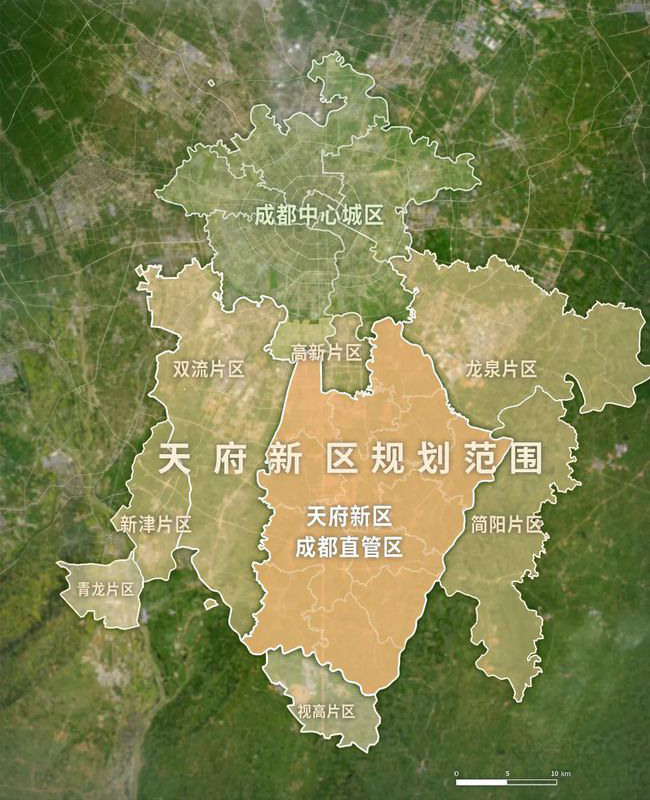 成都中心城区
高新片区
双流片区
龙泉片区
天府新区规划范围
天府新区
成都直管区
新津片区
简阳片区
青龙片区
视高片区
0 5 10 km